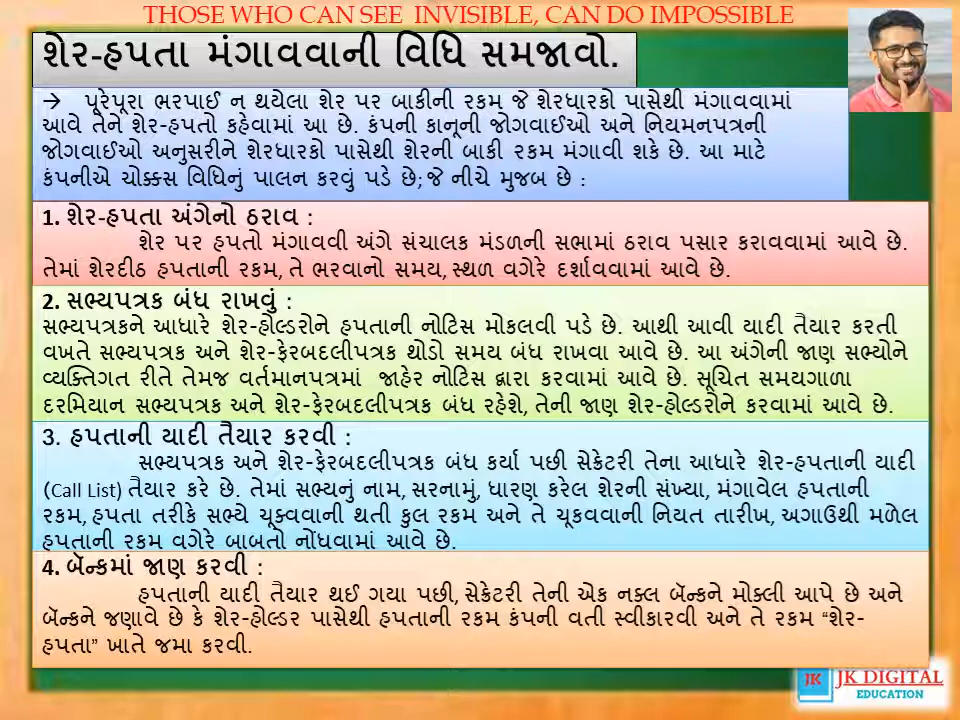 THOSE WHO CAN SEE INVISIBLE, CAN DO IMPOSSIBLE
શેર-હપતા મંગાવવાની વિધિ સમજાવો.
→ પૂરેપૂરા ભરપાઈ ન થયેલા શેર પર બાકીની રકમ જે શેરધારકો પાસેથી મંગાવવામાં
આવે તેને શેર-હપતો કહેવામાં આ છે. કંપની કાનૂની જોગવાઈઓ અને નિયમનપત્રની
જોગવાઈઓ અનુસરીને શેરધારકો પાસેથી શેરની બાકી રકમ મંગાવી શકે છે. આ માટે
કંપનીએ ચોક્કસ વિધિનું પાલન કરવું પડે છે; જે નીચે મુજબ છે :
1. શેર-હપતા અંગેનો ઠરાવ :
શેર પર હપતો મંગાવવી અંગે સંચાલક મંડળની સભામાં ઠરાવ પસાર કરાવવામાં આવે છે.
તેમાં શેરદીઠ હપતાની રકમ, તે ભરવાનો સમય, સ્થળ વગેરે દર્શાવવામાં આવે છે.
2. સભ્યપત્રક બંધ રાખવું :
સભ્યપત્રકને આધારે શેર-હોલ્ડરોને હપતાની નોટિસ મોકલવી પડે છે. આથી આવી યાદી તૈયાર કરતી
વખતે સભ્યપત્રક અને શેર-ફેરબદલીપત્રક થોડો સમય બંધ રાખવા આવે છે. આ અંગેની જાણ સભ્યોને
વ્યક્તિગત રીતે તેમજ વર્તમાનપત્રમાં જાહેર નોટિસ દ્વારા કરવામાં આવે છે. સૂચિત સમયગાળા
દરમિયાન સભ્યપત્રક અને શેર-ફેરબદલીપત્રક બંધ રહેશે, તેની જાણ શેર-હોલ્ડરોને કરવામાં આવે છે.
3. હપતાની યાદી તૈયાર કરવી :
સભ્યપત્રક અને શેર-ફેરબદલીપત્રક બંધ કર્યા પછી સેક્રેટરી તેના આધારે શેર-હપતાની યાદી
(Call List) તૈયાર કરે છે. તેમાં સભ્યનું નામ, સરનામું, ધારણ કરેલ શેરની સંખ્યા, મંગાવેલ હપતાની
રકમ, હપતા તરીકે સભ્યે ચૂક્વવાની થતી કુલ રકમ અને તે ચૂકવવાની નિયત તારીખ, અગાઉથી મળેલ
હપતાની રકમ વગેરે બાબતો નોંધવામાં આવે છે.
4. બૅન્કમાં જાણ કરવી :
હપતાની યાદી તૈયાર થઈ ગયા પછી, સેક્રેટરી તેની એક નક્લ બૅન્કને મોક્લી આપે છે અને
બૅન્કને જણાવે છે કે શેર-હોલ્ડર પાસેથી હપતાની રકમ કંપની વતી સ્વીકારવી અને તે રકમ “શેર-
હપતા” ખાતે જમા કરવી.
JK JK DIGITAL
EDUCATION